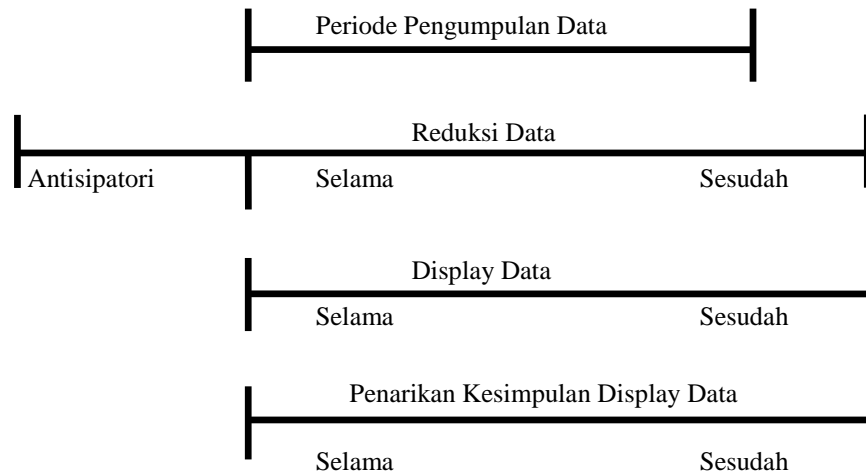 Periode Pengumpulan Data
Reduksi Data
Antisipatori Selama Sesudah
Display Data
Selama Sesudah
Penarikan Kesimpulan Display Data
Selama Sesudah